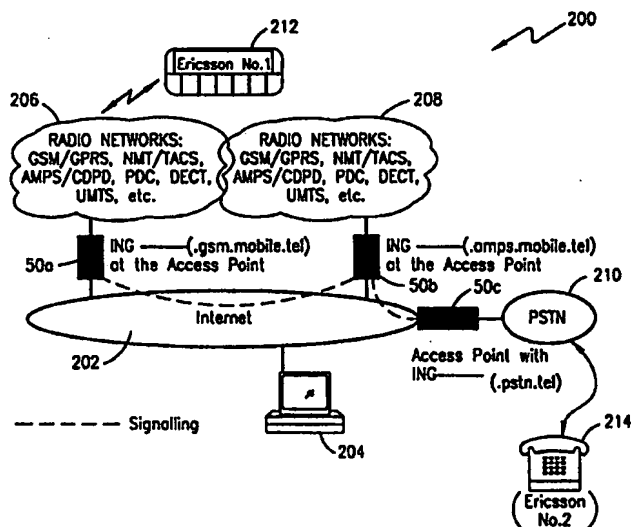 200
212
Ericsson No.1
206
208
RADIO NETWORKS:
GSM/GPRS, NMT/TACS,
AMPS/CDPD, PDC, DECT,
UMTS, etc.
RADIO NETWORKS:
GSM/GPRS, NMT/TACS,
AMPS/CDPD, PDC, DECT,
UMTS, etc.
50a
ING (.gsm.mobile.tel)
at the Access Point
ING (.amps.mobile.tel)
at the Access Point
50b
50c
210
Internet
PSTN
202
Access Point with
ING (.pstn.tel)
Signalling
204
214
(Ericsson
No.2)